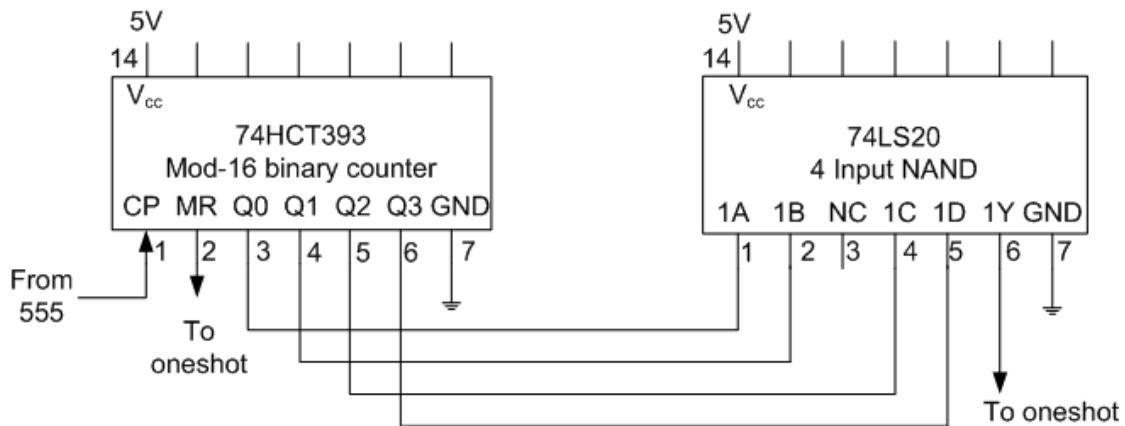 5V
14
Vcc
74HCT393
Mod-16 binary counter
CP MR Q0 Q1 Q2 Q3 GND
1 2 3 4 5 6 7
From
555
To
oneshot
5V
14
Vcc
74LS20
4 Input NAND
1A 1B NC 1C 1D 1Y GND
1 2 3 4 5 6 7
To oneshot